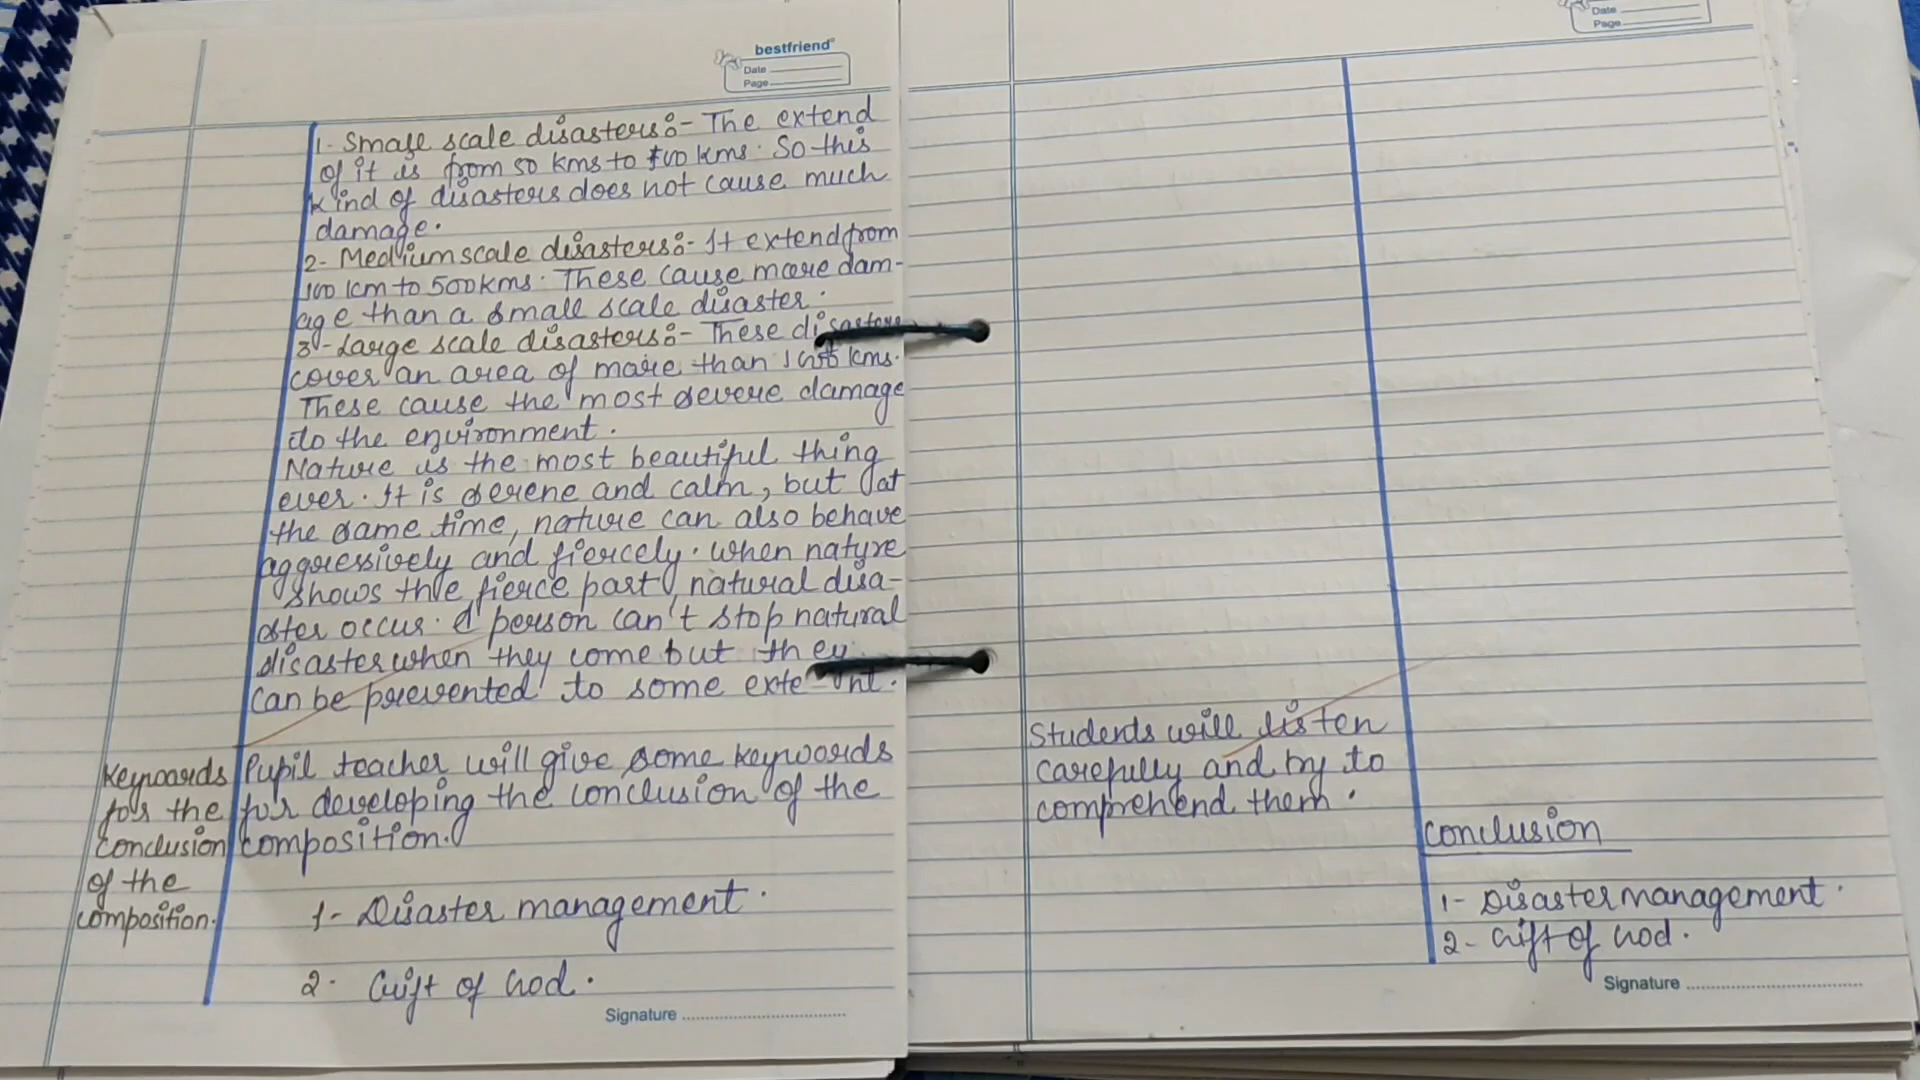 bestfriend
Date
Page
1- Small scale disasters:- The extend
of it is from 50 kms to 100 kms. So this
kind of disasters does not cause much
damage.
2- Medium scale disasters:- It extend from
100 km to 500kms. These cause more dam-
age than a small scale disaster.
3- Large scale disasters:- These disasters
cover an area of more than kms.
These cause the most severe damage
to the environment.
Nature is the most beautiful thing
ever. It is serene and calm, but at
the same time, nature can also behave
aggressively and fiercely. when nature
shows the fierce part, natural disa-
ster occus. A person can't stop natural
disaster when they come but they
can be prevented to some extent.
Keywords
for the
conclusion
of the
composition.
Pupil teacher will give some keywords
for developing the conclusion of the
composition.
1- Disaster management.
2- Gift of God.
Signature
Date
Page
Students will listen
carefully and try to
comprehend them.
Conclusion
1- Disaster management.
2- Gift of God.
Signature